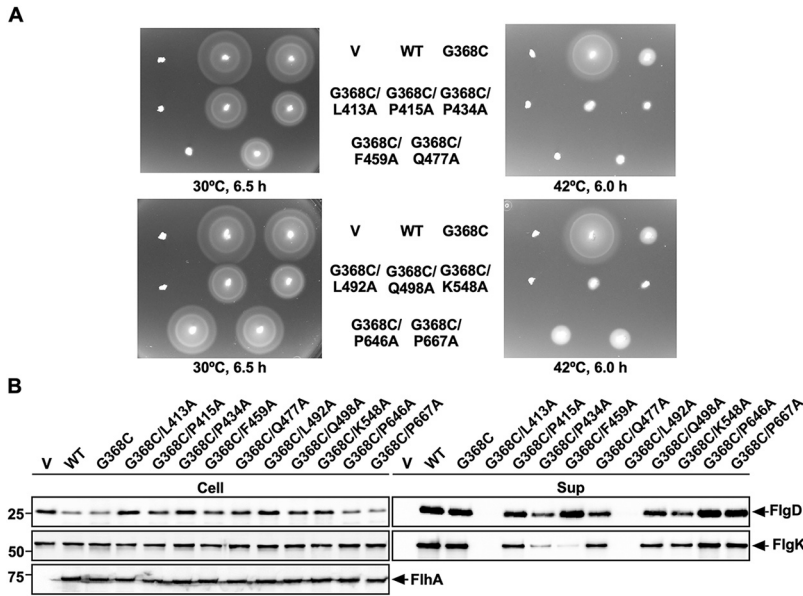 A
V WT G368C
G368C/ G368C/ G368C/
L413A P415A P434A
G368C/ G368C/
F459A Q477A
30ºC, 6.5 h 42ºC, 6.0 h
V WT G368C
G368C/ G368C/ G368C/
L492A Q498A K548A
G368C/ G368C/
P646A P667A
30ºC, 6.5 h 42ºC, 6.0 h
B
V WT G368C G368C/L413A G368C/P415A G368C/P434A G368C/F459A G368C/Q477A G368C/L492A G368C/Q498A G368C/K548A G368C/P646A G368C/P667A
V WT G368C G368C/L413A G368C/P415A G368C/P434A G368C/F459A G368C/Q477A G368C/L492A G368C/Q498A G368C/K548A G368C/P646A G368C/P667A
Cell Sup
25 FlgD
50 FlgK
75 FlhA